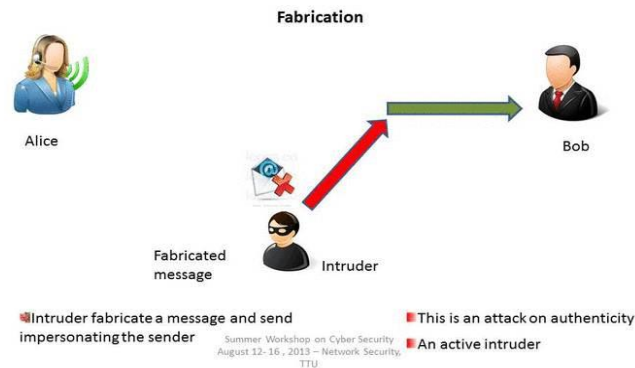 Fabrication
Alice
Bob
Fabricated
message
Intruder
Intruder fabricate a message and send
impersonating the sender
This is an attack on authenticity
An active intruder
Summer Workshop on Cyber Security
August 12- 16 , 2013 – Network Security,
TTU